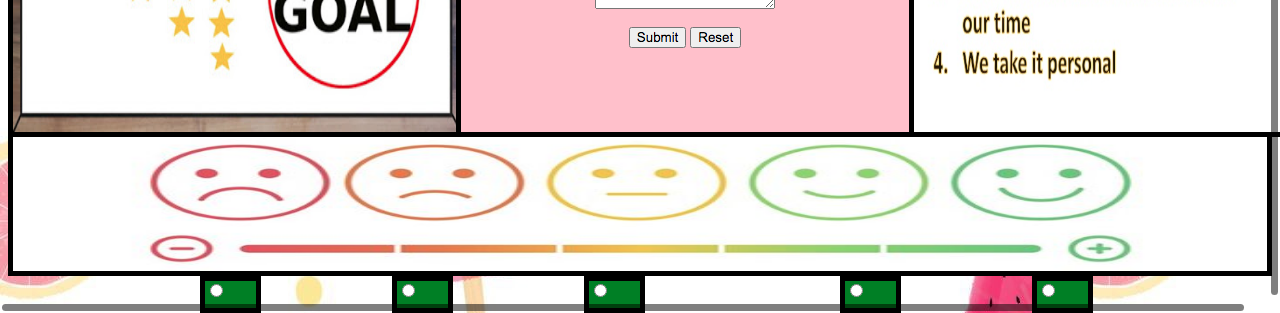 GOAL
Submit Reset
our time
4. We take it personal